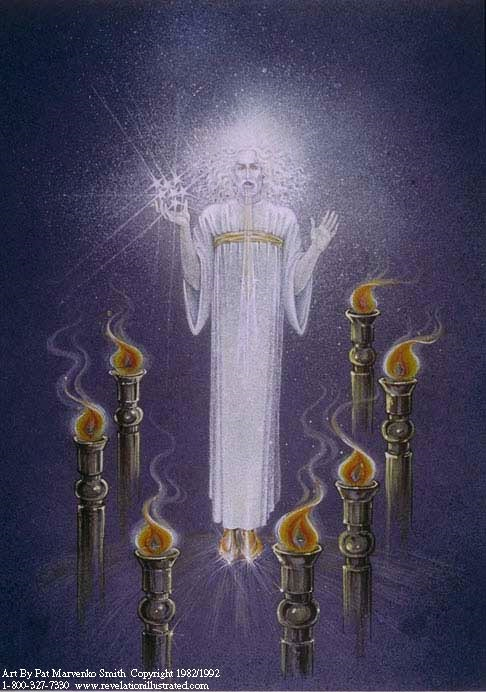 Art By Pat Marvenko Smith  Copyright 1982/1992
1-800-327-7330  www.revelationillustrated.com